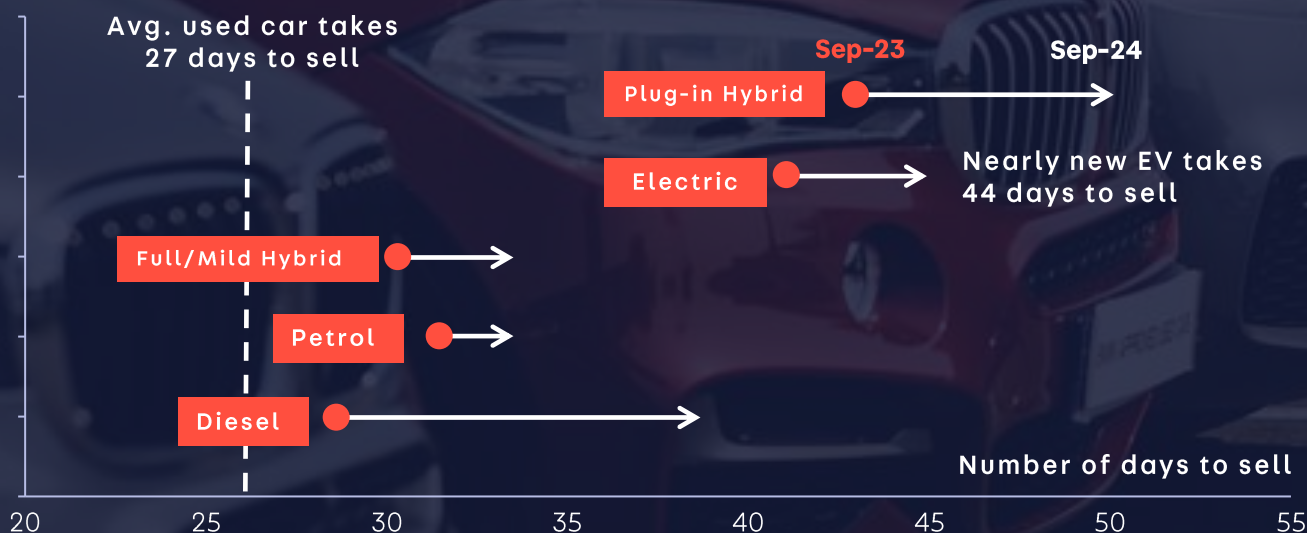 Avg. used car takes
27 days to sell
Sep-23
Sep-24
Plug-in Hybrid
Electric
Nearly new EV takes
44 days to sell
Full/Mild Hybrid
Petrol
Diesel
Number of days to sell
20 25 30 35 40 45 50 55